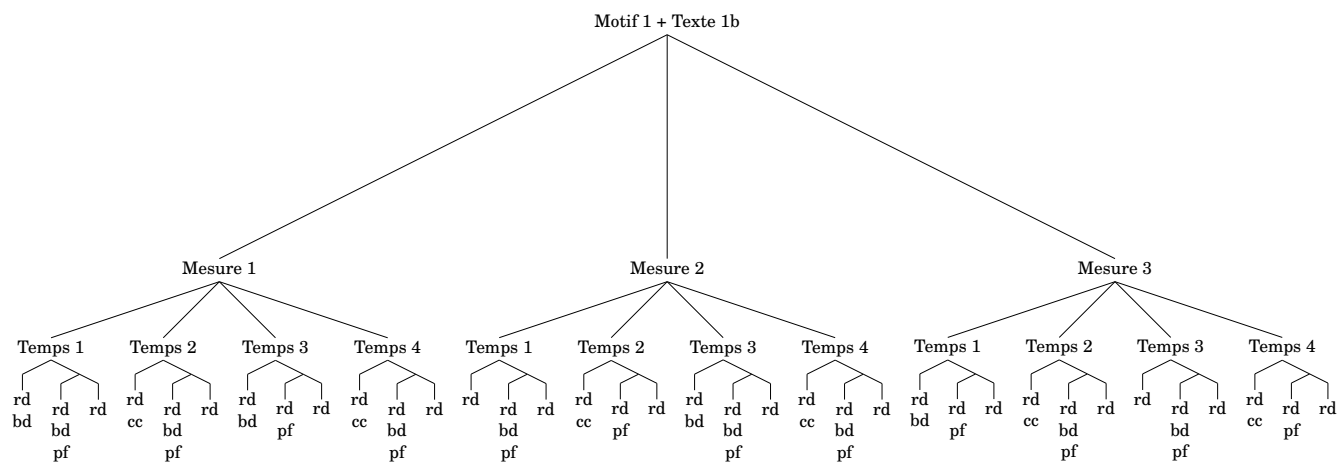 Motif 1 + Texte 1b
Mesure 1 Mesure 2 Mesure 3
Temps 1 Temps 2 Temps 3 Temps 4 Temps 1 Temps 2 Temps 3 Temps 4 Temps 1 Temps 2 Temps 3 Temps 4
rd rd rd rd rd rd rd rd rd rd rd rd rd rd rd rd rd rd rd rd rd rd rd rd rd rd rd rd rd rd rd rd rd rd rd rd
bd bd cc bd bd pf cc bd bd cc pf bd bd cc bd bd pf cc bd bd cc pf
pf pf pf pf pf pf pf pf